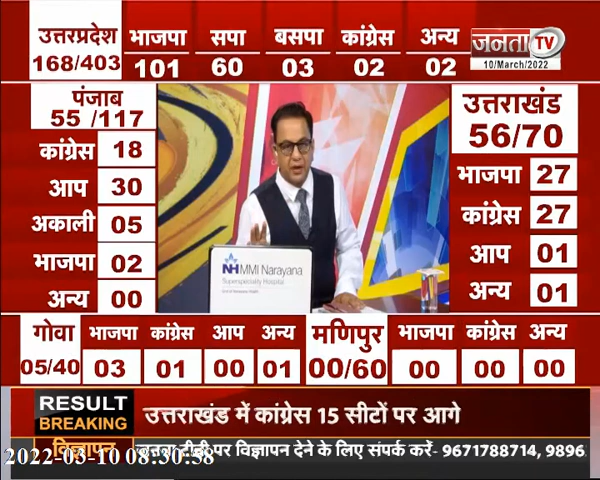 उत्तरप्रदेश भाजपा सपा बसपा कांग्रेस अन्य
168/403 101 60 03 02 02
जनता TV
10/March/2022
पंजाब
55 /117
कांग्रेस 18
आप 30
अकाली 05
भाजपा 02
अन्य 00
उत्तराखंड
56/70
भाजपा 27
कांग्रेस 27
आप 01
अन्य 01
NH MMI Narayana
Superspeciality Hospital
गोवा भाजपा कांग्रेस आप अन्य मणिपुर भाजपा कांग्रेस अन्य
05/40 03 01 00 01 00/60 00 00 00
RESULT
BREAKING
उत्तराखंड में कांग्रेस 15 सीटों पर आगे
विज्ञापन
जनता टीवी पर विज्ञापन देने के लिए संपर्क करें- 9671788714, 9896
2022-03-10 08:30:58